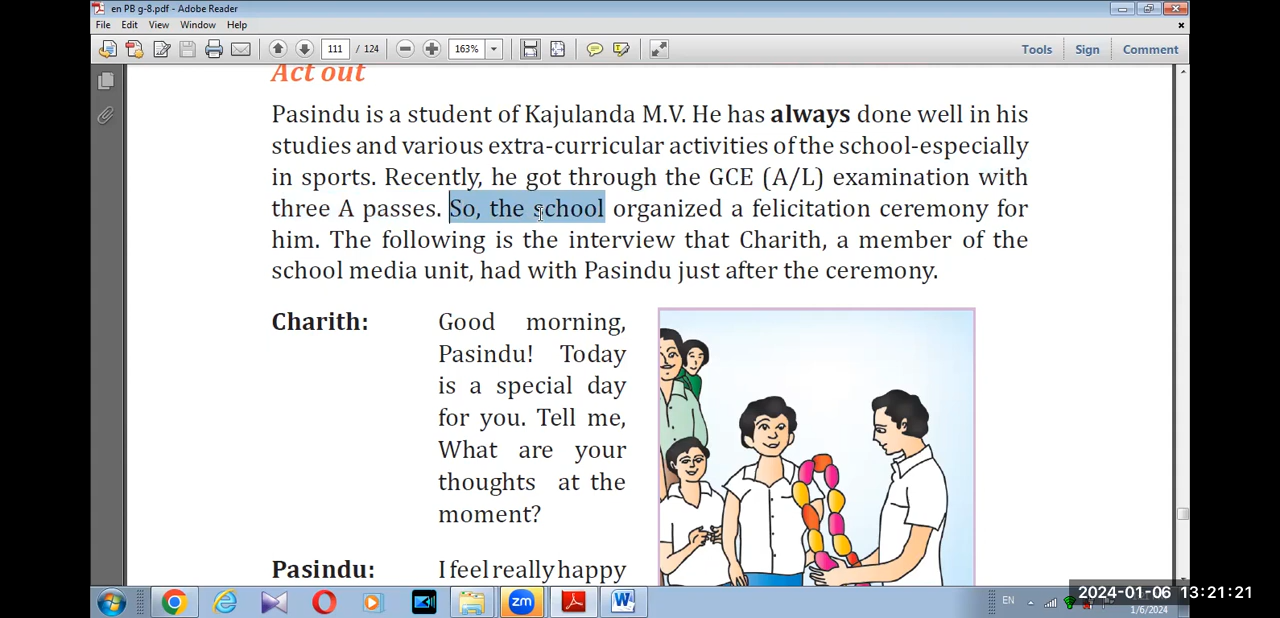 en PB g-8.pdf - Adobe Reader
File Edit View Window Help
111 / 124 163% Tools Sign Comment
Act out
Pasindu is a student of Kajulanda M.V. He has always done well in his
studies and various extra-curricular activities of the school-especially
in sports. Recently, he got through the GCE (A/L) examination with
three A passes. So, the school organized a felicitation ceremony for
him. The following is the interview that Charith, a member of the
school media unit, had with Pasindu just after the ceremony.
Charith: Good morning,
Pasindu! Today
is a special day
for you. Tell me,
What are your
thoughts at the
moment?
Pasindu: I feel really happy
zm W EN
2024-01-06 13:21:21
1/6/2024